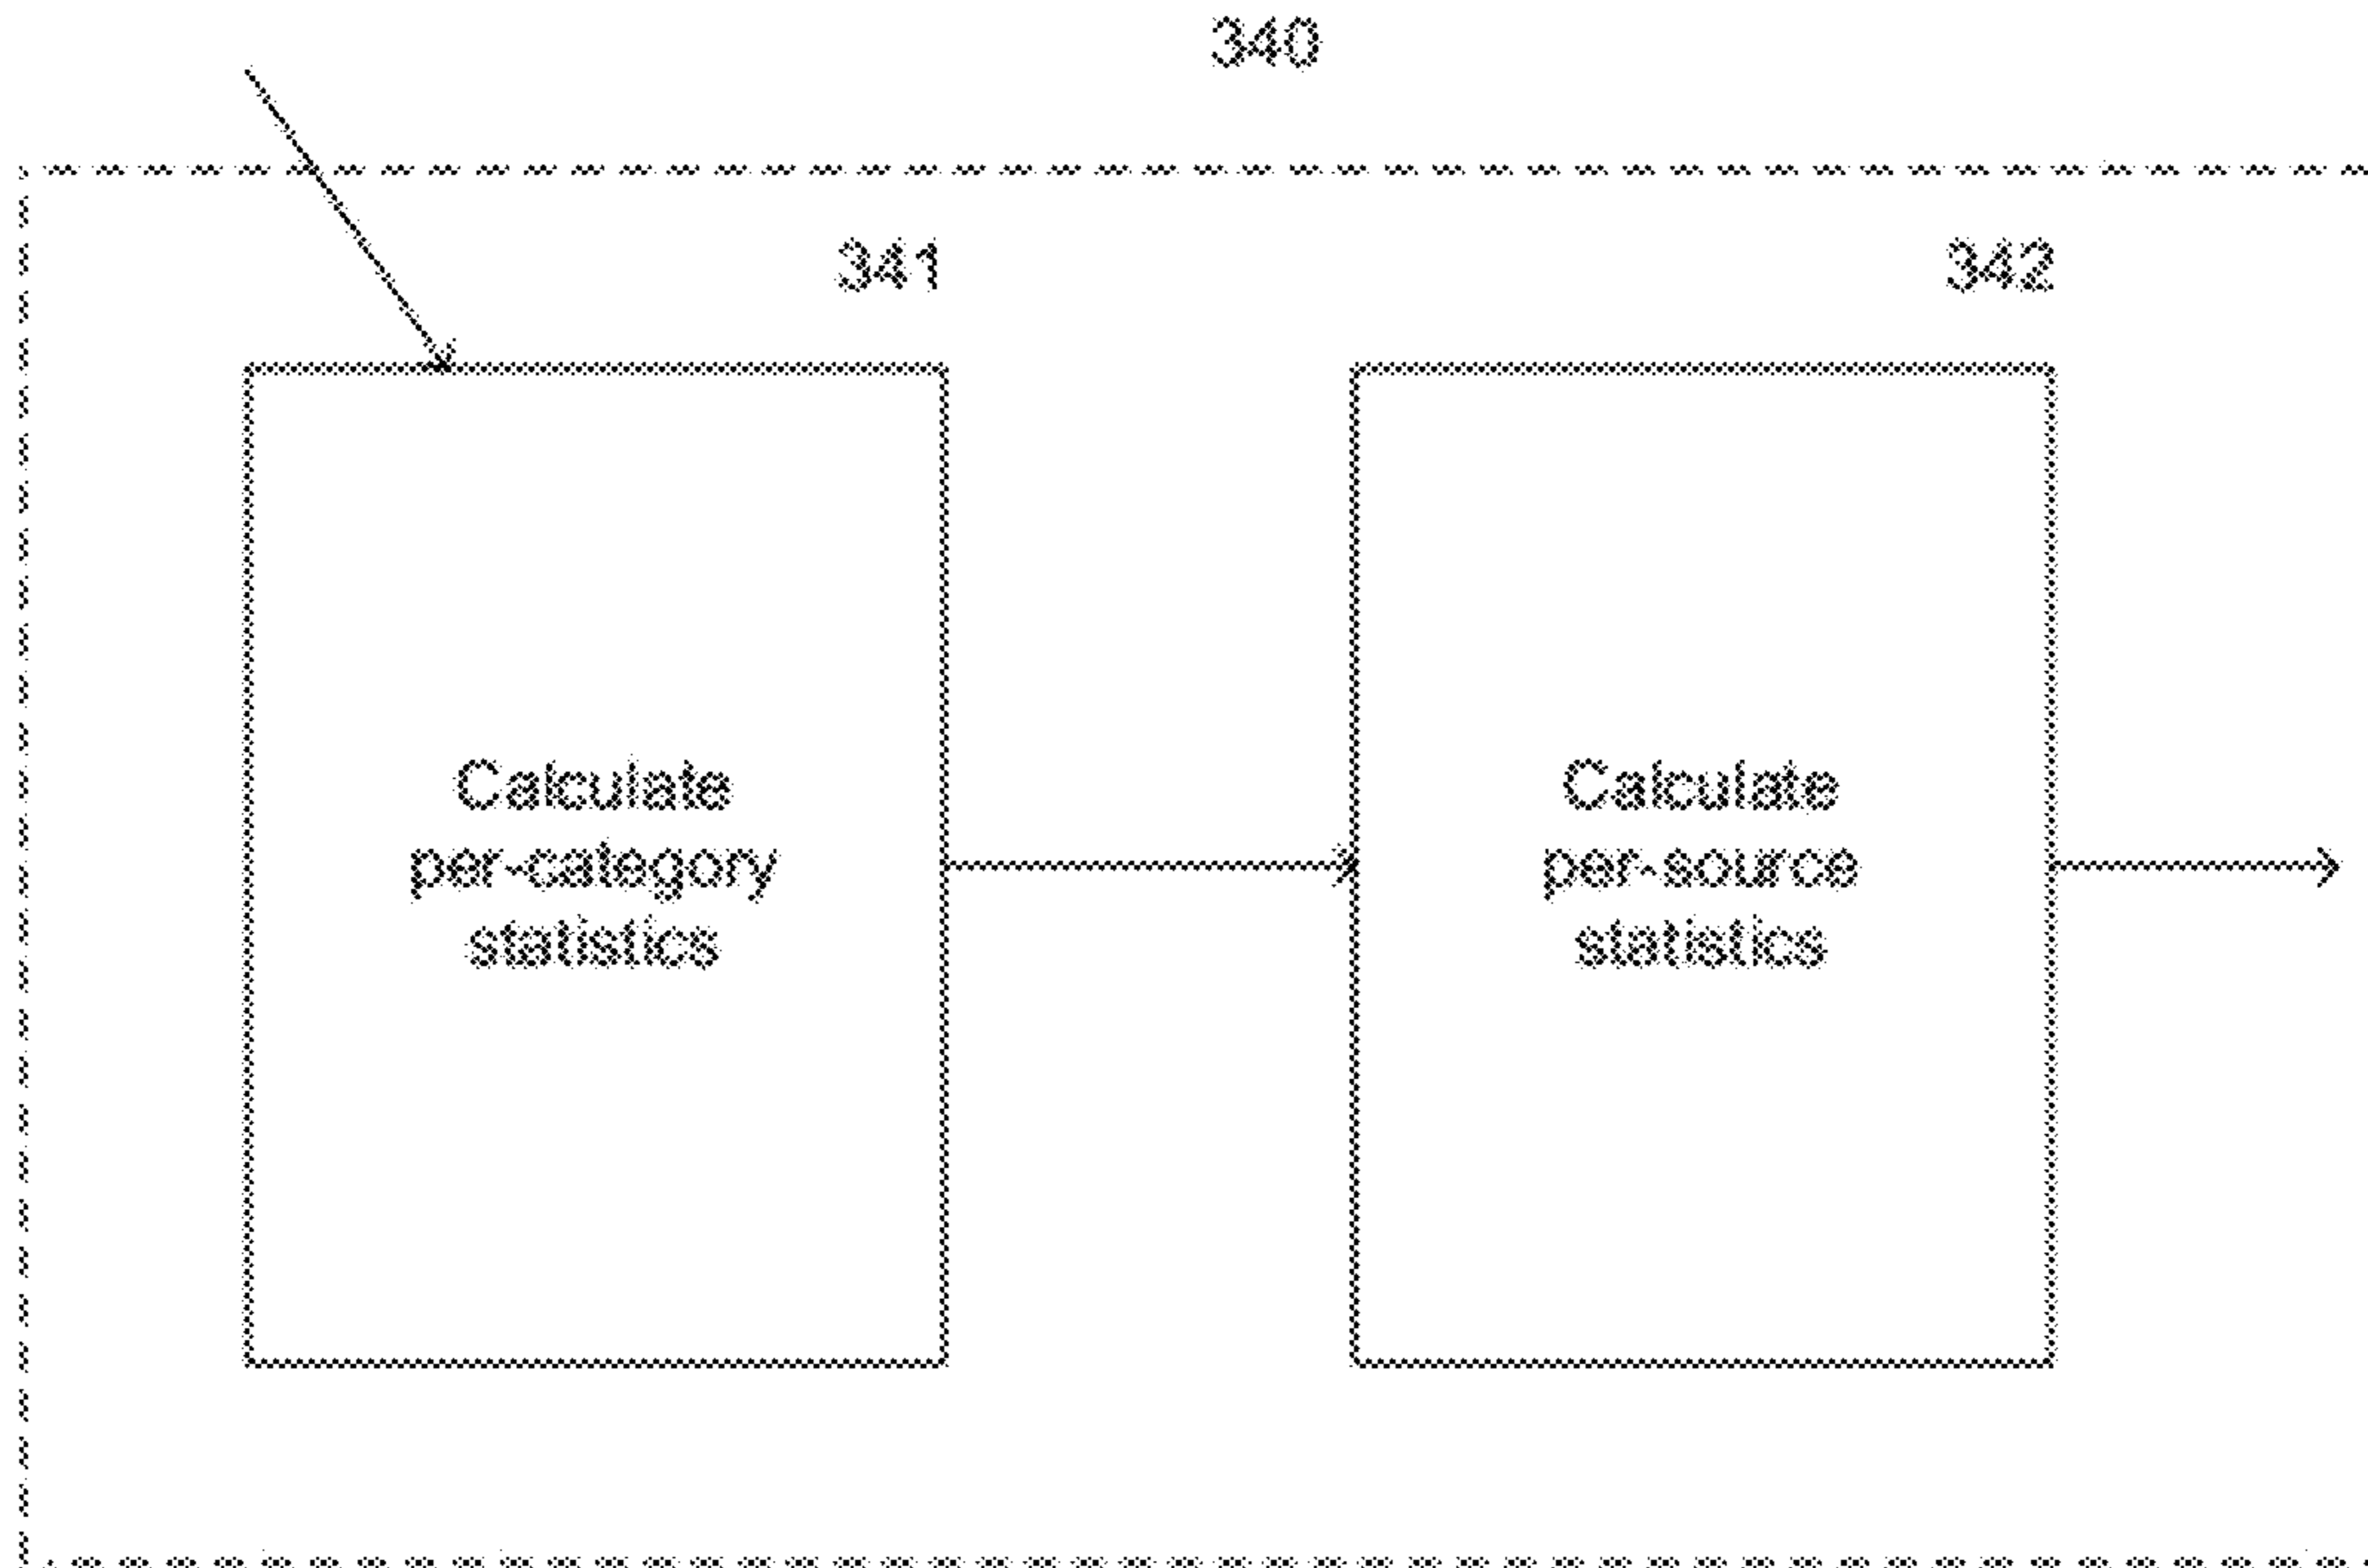 340
341
342
Calculate
per-category
statistics
Calculate
per-source
statistics